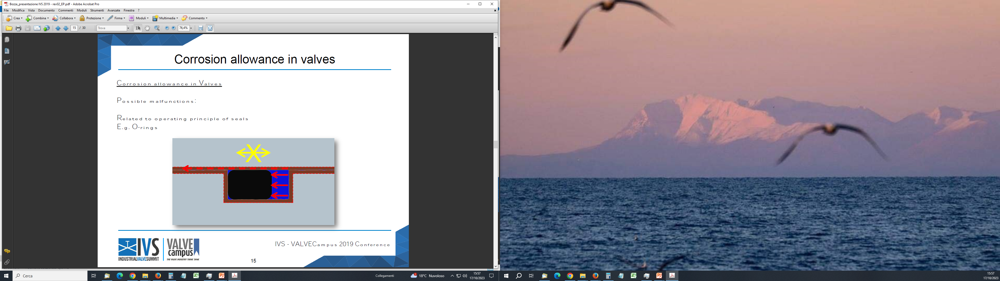 Bozza_presentazione IVS 2019 - rev02_EP.pdf - Adobe Acrobat Pro
File Modifica Vista Documento Commenti Moduli Strumenti Avanzate Finestra ?
Crea Combina Collabora Protezione Firma Moduli Multimedia Commento
15 / 30 Trova 76,4%
Corrosion allowance in valves
Corrosion allowance in Valves
Possible malfunctions:
Related to operating principle of seals
E.g. O-rings
X
IVS
INDUSTRIALVALVESUMMIT
VALVE
campus
THE VALVE INDUSTRY THINK TANK
IVS - VALVECampus 2019 Conference
15
Cerca
Collegamenti
18°C Nuvoloso
15:57
17/10/2023
15:57
17/10/2023